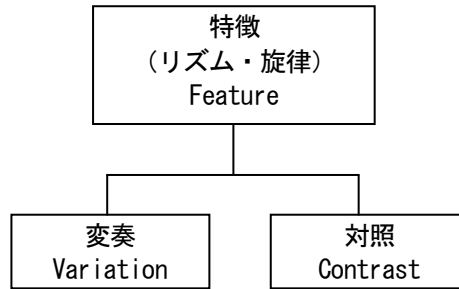 特徴
(リズム・旋律)
Feature
変奏
Variation
対照
Contrast